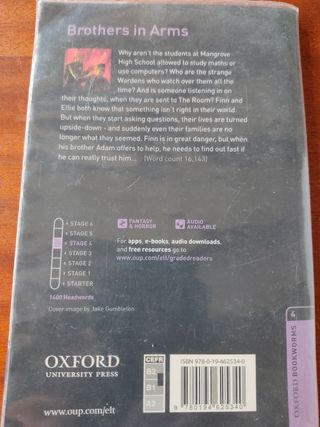 Brothers in Arms
Why aren't the students at Mangrove
High School allowed to study maths or
use computers? Who are the strange
Wardens who watch over them all the
time? And is someone listening in on
their thoughts, when they are sent to The Room? Finn and
Ellie both know that something isn't right in their world.
But when they start asking questions, their lives are turned
upside-down - and suddenly even their families are no
longer what they seemed. Finn is in great danger, but when
his brother Adam offers to help, he needs to find out fast if
he can really trust him... (Word count 16,143)
◄ STAGE 6
◄ STAGE 5
◄ STAGE 4
◄ STAGE 3
◄ STAGE 2
◄ STAGE 1
◄ STARTER
1400 Headwords
FANTASY
& HORROR
AUDIO
AVAILABLE
For apps, e-books, audio downloads,
and free resources go to
www.oup.com/elt/gradedreaders
Cover image by Jake Gumbleton
OXFORD
UNIVERSITY PRESS
www.oup.com/elt
CEFR
B2
B1
A2
ISBN 978-0-19-462534-0
9 780194 625340
4
OXFORD BOOKWORMS